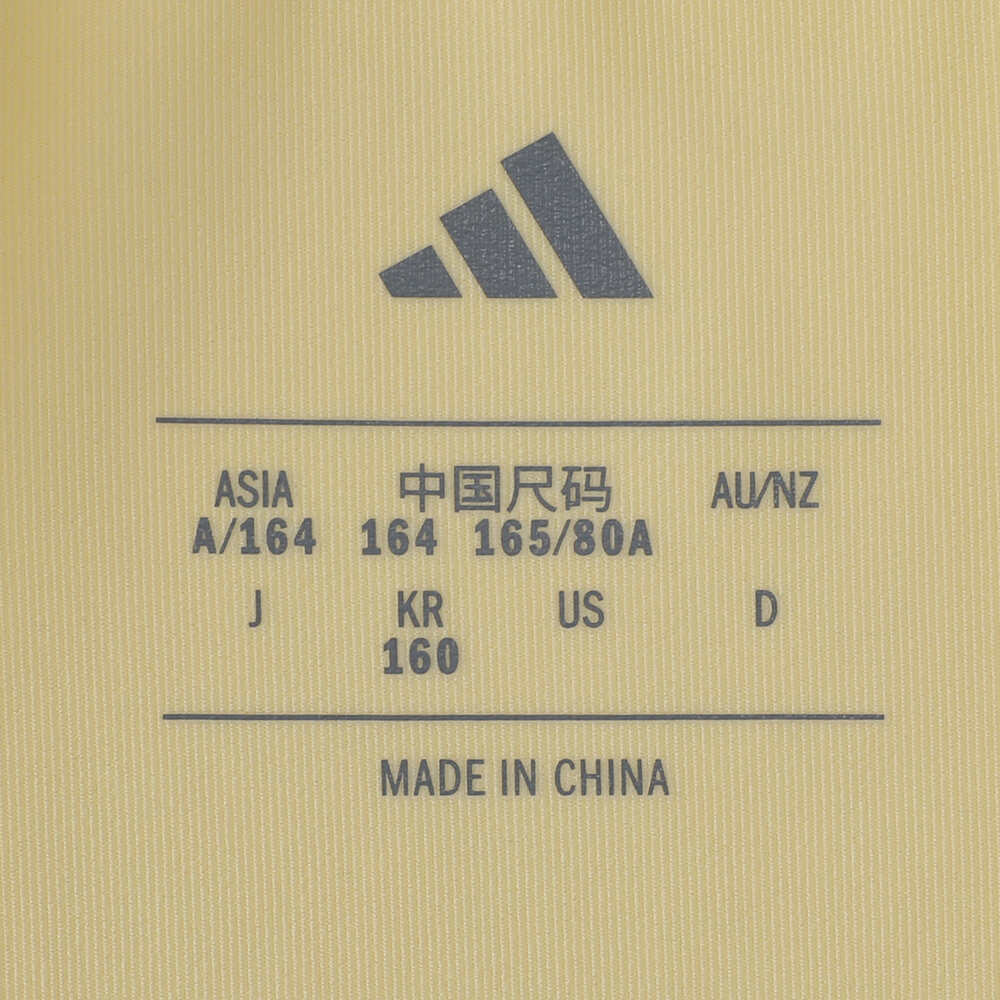 ASIA 中国尺码 AU/NZ
A/164 164 165/80A
J KR US D
160
MADE IN CHINA